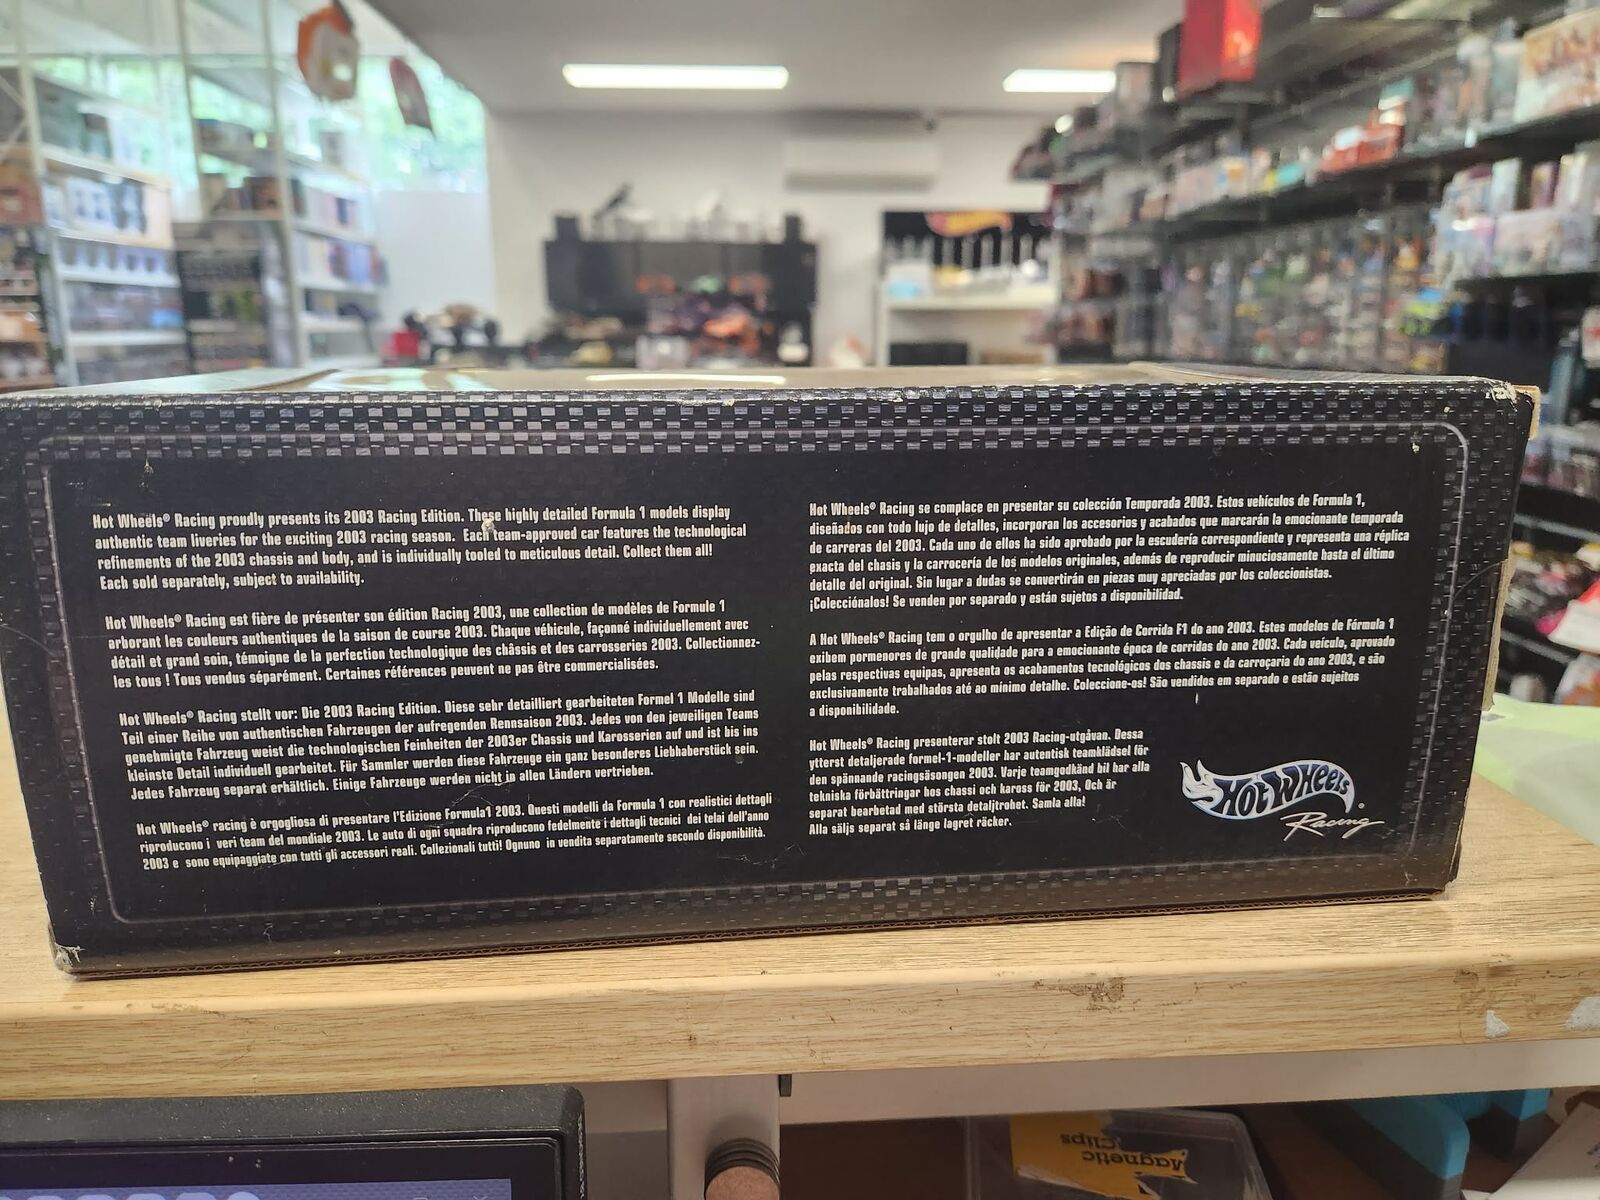 Hot Wheels® Racing proudly presents its 2003 Racing Edition. These highly detailed Formula 1 models display
authentic team liveries for the exciting 2003 racing season. Each team-approved car features the technological
refinements of the 2003 chassis and body, and is individually tooled to meticulous detail. Collect them all!
Each sold separately, subject to availability.
Hot Wheels® Racing est fière de présenter son édition Racing 2003, une collection de modèles de Formule 1
arborant les couleurs authentiques de la saison de course 2003. Chaque véhicule, façonné individuellement avec
détail et grand soin, témoigne de la perfection technologique des châssis et des carrosseries 2003. Collectionnez-
les tous ! Tous vendus séparément. Certaines références peuvent ne pas être commercialisées.
Hot Wheels® Racing stellt vor: Die 2003 Racing Edition. Diese sehr detailliert gearbeiteten Formel 1 Modelle sind
Teil einer Reihe von authentischen Fahrzeugen der aufregenden Rennsaison 2003. Jedes von den jeweiligen Teams
genehmigte Fahrzeug weist die technologischen Feinheiten der 2003er Chassis und Karosserien auf und ist bis ins
kleinste Detail individuell gearbeitet. Für Sammler werden diese Fahrzeuge ein ganz besonderes Liebhaberstück sein.
Jedes Fahrzeug separat erhältlich. Einige Fahrzeuge werden nicht in allen Ländern vertrieben.
Hot Wheels® racing è orgogliosa di presentare l'Edizione Formula1 2003. Questi modelli da Formula 1 con realistici dettagli
riproducono i veri team del mondiale 2003. Le auto di ogni squadra riproducono fedelmente i dettagli tecnici dei telai dell'anno
2003 e sono equipaggiate con tutti gli accessori reali. Collezionali tutti! Ognuno in vendita separatamente secondo disponibilità.
Hot Wheels® Racing se complace en presentar su colección Temporada 2003. Estos vehículos de Formula 1,
diseñados con todo lujo de detalles, incorporan los accesorios y acabados que marcarán la emocionante temporada
de carreras del 2003. Cada uno de ellos ha sido aprobado por la escudería correspondiente y representa una réplica
exacta del chasis y la carrocería de los modelos originales, además de reproducir minuciosamente hasta el último
detalle del original. Sin lugar a dudas se convertirán en piezas muy apreciadas por los coleccionistas.
¡Colecciónalos! Se venden por separado y están sujetos a disponibilidad.
A Hot Wheels® Racing tem o orgulho de apresentar a Edição de Corrida F1 do ano 2003. Estes modelos de Fórmula 1
exibem pormenores de grande qualidade para a emocionante época de corridas do ano 2003. Cada veículo, aprovado
pelas respectivas equipas, apresenta os acabamentos tecnológicos dos chassis e da carroçaria do ano 2003, e são
exclusivamente trabalhados até ao mínimo detalhe. Coleccione-os! São vendidos em separado e estão sujeitos
a disponibilidade.
Hot Wheels® Racing presenterar stolt 2003 Racing-utgåvan. Dessa
ytterst detaljerade formel-1-modeller har autentisk teamklädsel för
den spännande racingsäsongen 2003. Varje teamgodkänd bil har alla
tekniska förbättringar hos chassi och kaross för 2003, Och är
separat bearbetad med största detaljtrohet. Samla alla!
Alla säljs separat så länge lagret räcker.
Hot Wheels®
Racing
Magnetic
Clips